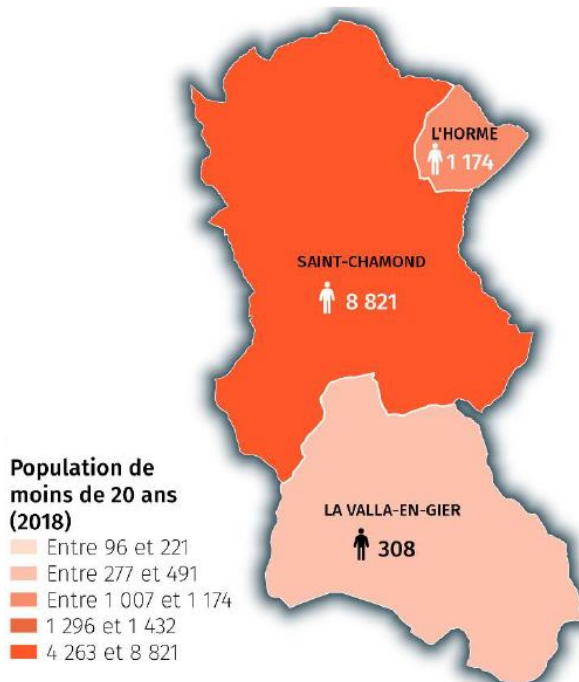 L'HORME
1 174
SAINT-CHAMOND
8 821
LA VALLA-EN-GIER
308
Population de
moins de 20 ans
(2018)
Entre 96 et 221
Entre 277 et 491
Entre 1 007 et 1 174
1 296 et 1 432
4 263 et 8 821